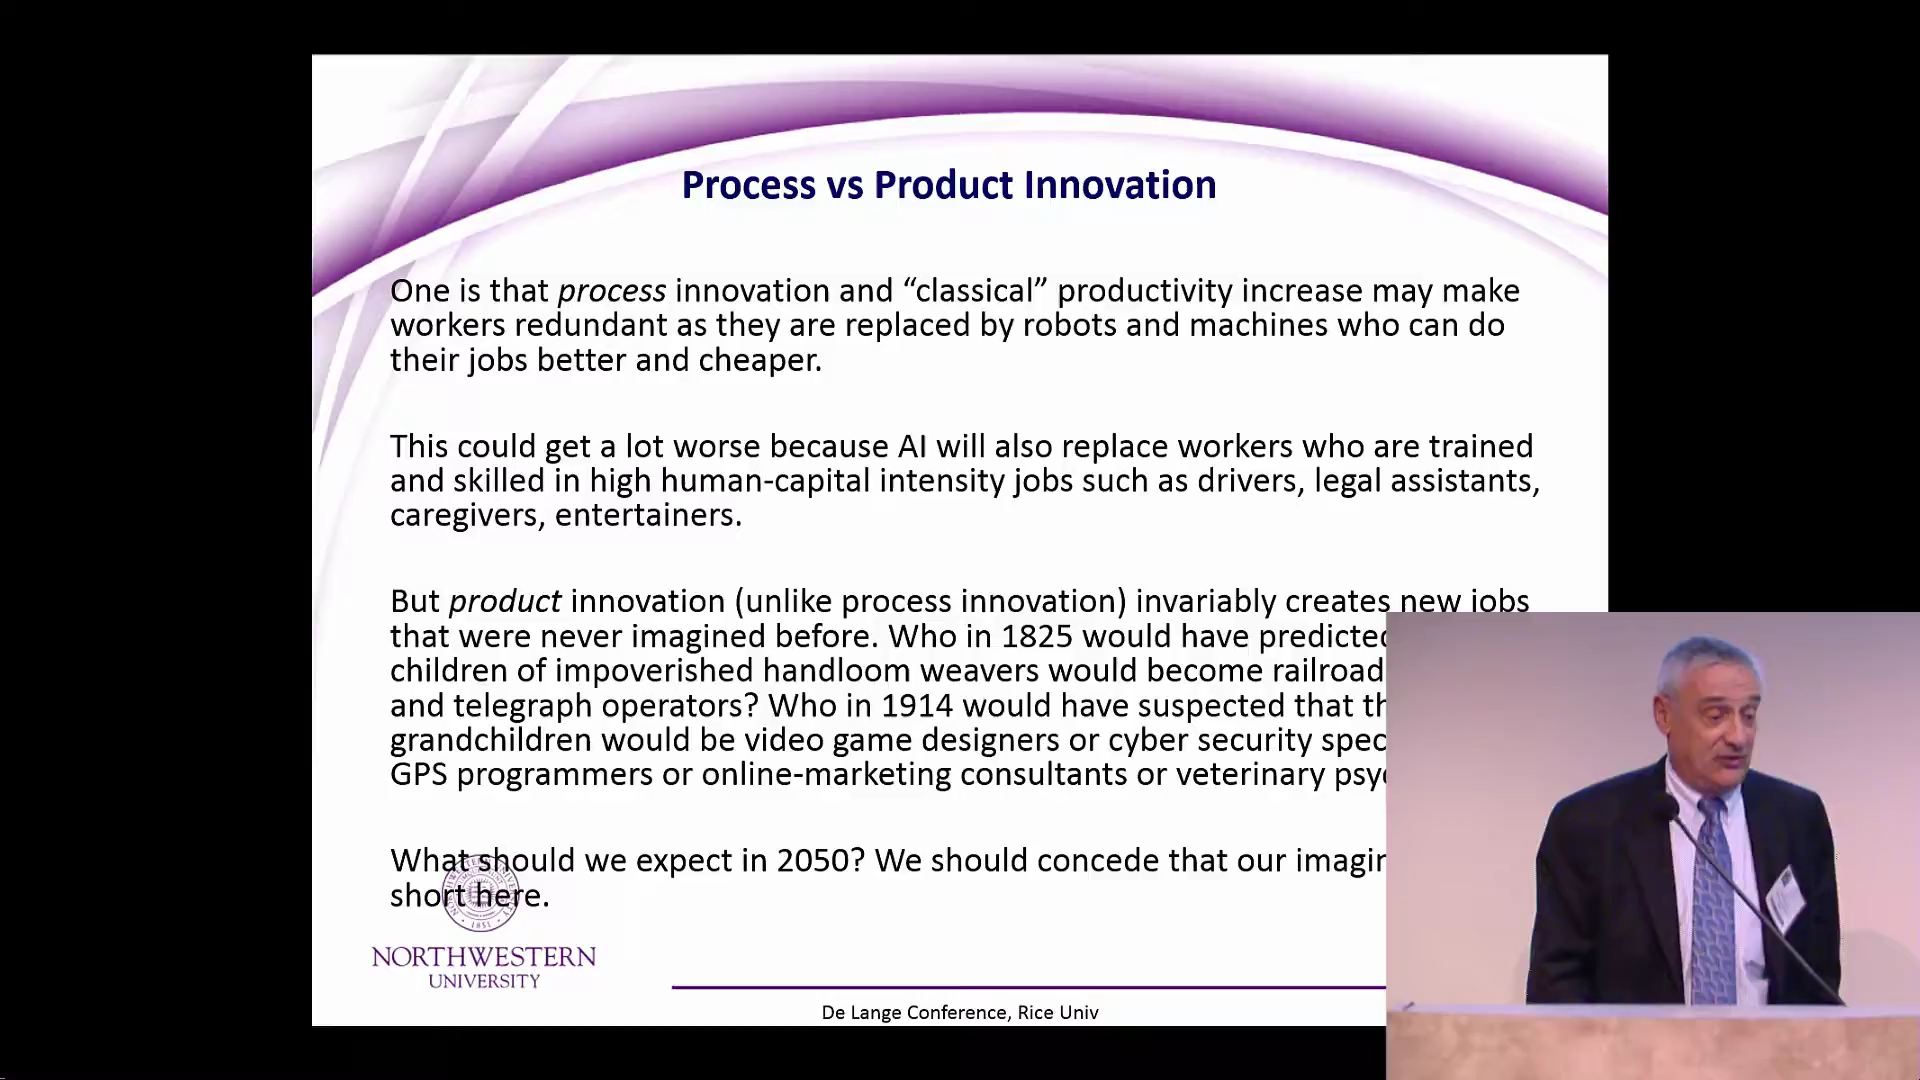 Process vs Product Innovation
One is that process innovation and “classical” productivity increase may make
workers redundant as they are replaced by robots and machines who can do
their jobs better and cheaper.
This could get a lot worse because AI will also replace workers who are trained
and skilled in high human-capital intensity jobs such as drivers, legal assistants,
caregivers, entertainers.
But product innovation (unlike process innovation) invariably creates new jobs
that were never imagined before. Who in 1825 would have predicted
children of impoverished handloom weavers would become railroad
and telegraph operators? Who in 1914 would have suspected that
grandchildren would be video game designers or cyber security
GPS programmers or online-marketing consultants or veterinary
What should we expect in 2050? We should concede that our
short here.
1851
NORTHWESTERN
UNIVERSITY
De Lange Conference, Rice Univ